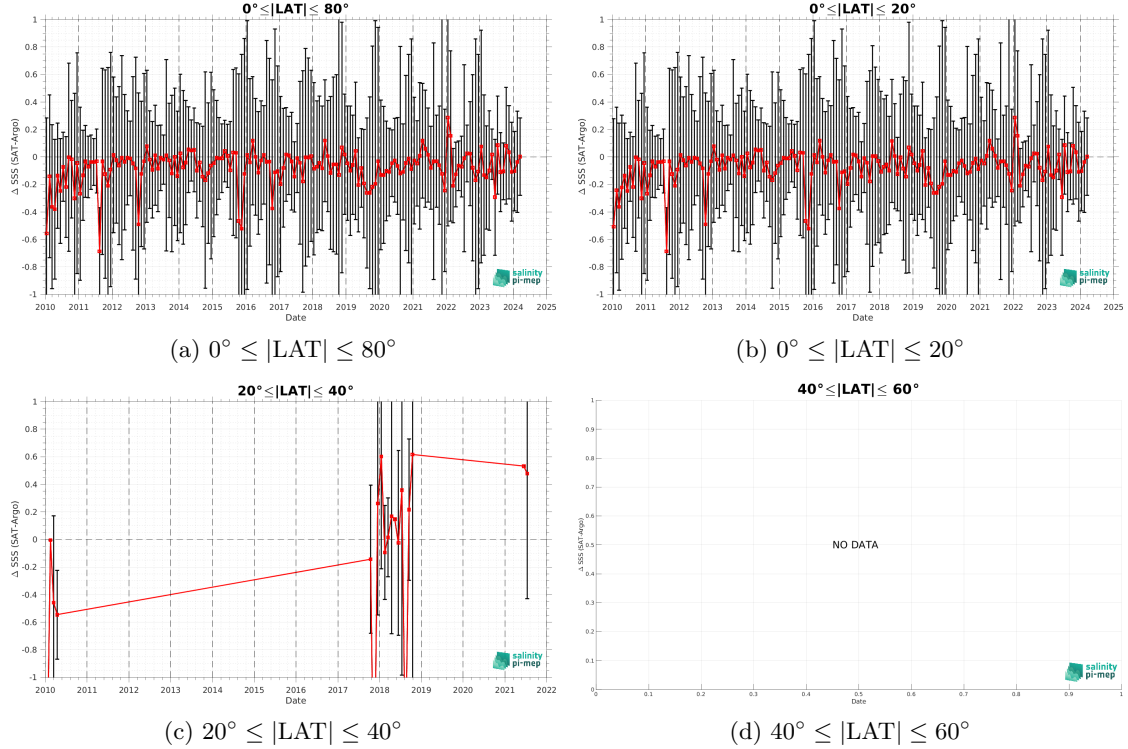 0°≤|LAT|≤ 80°
Δ SSS (SAT-Argo)
1
0.8
0.6
0.4
0.2
0
-0.2
-0.4
-0.6
-0.8
-1
2010 2011 2012 2013 2014 2015 2016 2017 2018 2019 2020 2021 2022 2023 2024 2025
Date
salinity
pi-mep
(a) 0° ≤ |LAT| ≤ 80°
0°≤|LAT|≤ 20°
Δ SSS (SAT-Argo)
1
0.8
0.6
0.4
0.2
0
-0.2
-0.4
-0.6
-0.8
-1
2010 2011 2012 2013 2014 2015 2016 2017 2018 2019 2020 2021 2022 2023 2024 2025
Date
salinity
pi-mep
(b) 0° ≤ |LAT| ≤ 20°
20°≤|LAT|≤ 40°
Δ SSS (SAT-Argo)
1
0.8
0.6
0.4
0.2
0
-0.2
-0.4
-0.6
-0.8
-1
2010 2011 2012 2013 2014 2015 2016 2017 2018 2019 2020 2021 2022
Date
salinity
pi-mep
(c) 20° ≤ |LAT| ≤ 40°
40°≤|LAT|≤ 60°
Δ SSS (SAT-Argo)
1
0.9
0.8
0.7
0.6
0.5
0.4
0.3
0.2
0.1
0
NO DATA
0 0.1 0.2 0.3 0.4 0.5 0.6 0.7 0.8 0.9 1
Date
salinity
pi-mep
(d) 40° ≤ |LAT| ≤ 60°